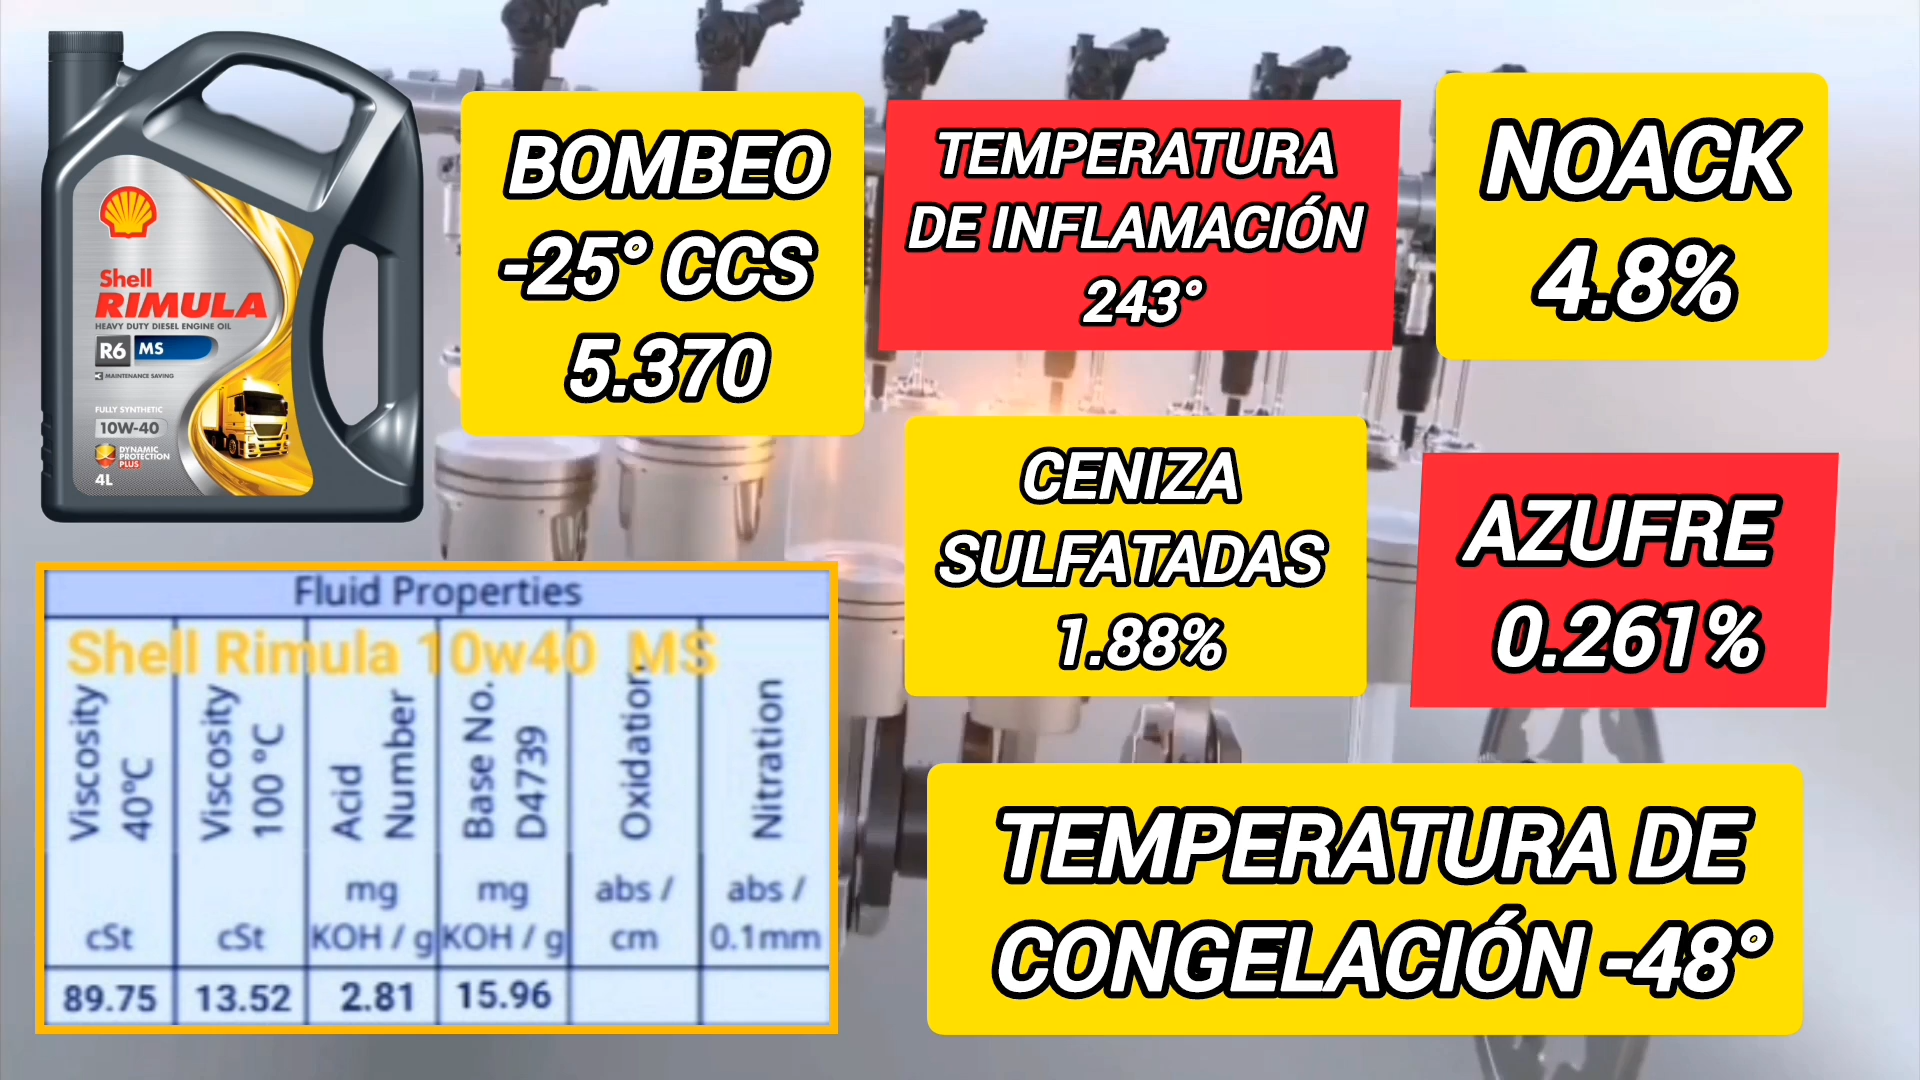 Shell
RIMULA
HEAVY DUTY DIESEL ENGINE OIL
R6 MS
MAINTENANCE SAVING
FULLY SYNTHETIC
10W-40
DYNAMIC
PROTECTION
PLUS
4L
BOMBEO
-25° CCS
5.370
TEMPERATURA
DE INFLAMACIÓN
243°
NOACK
4.8%
CENIZA
SULFATADAS
1.88%
AZUFRE
0.261%
TEMPERATURA DE
CONGELACIÓN -48°
Fluid Properties
Shell Rimula 10w40 MS
Viscosity
40°C
Viscosity
100 °C
Acid
Number
Base No.
D4739
Oxidation
Nitration
cSt
cSt
mg
KOH / g
mg
KOH / g
abs /
cm
abs /
0.1mm
89.75 13.52 2.81 15.96